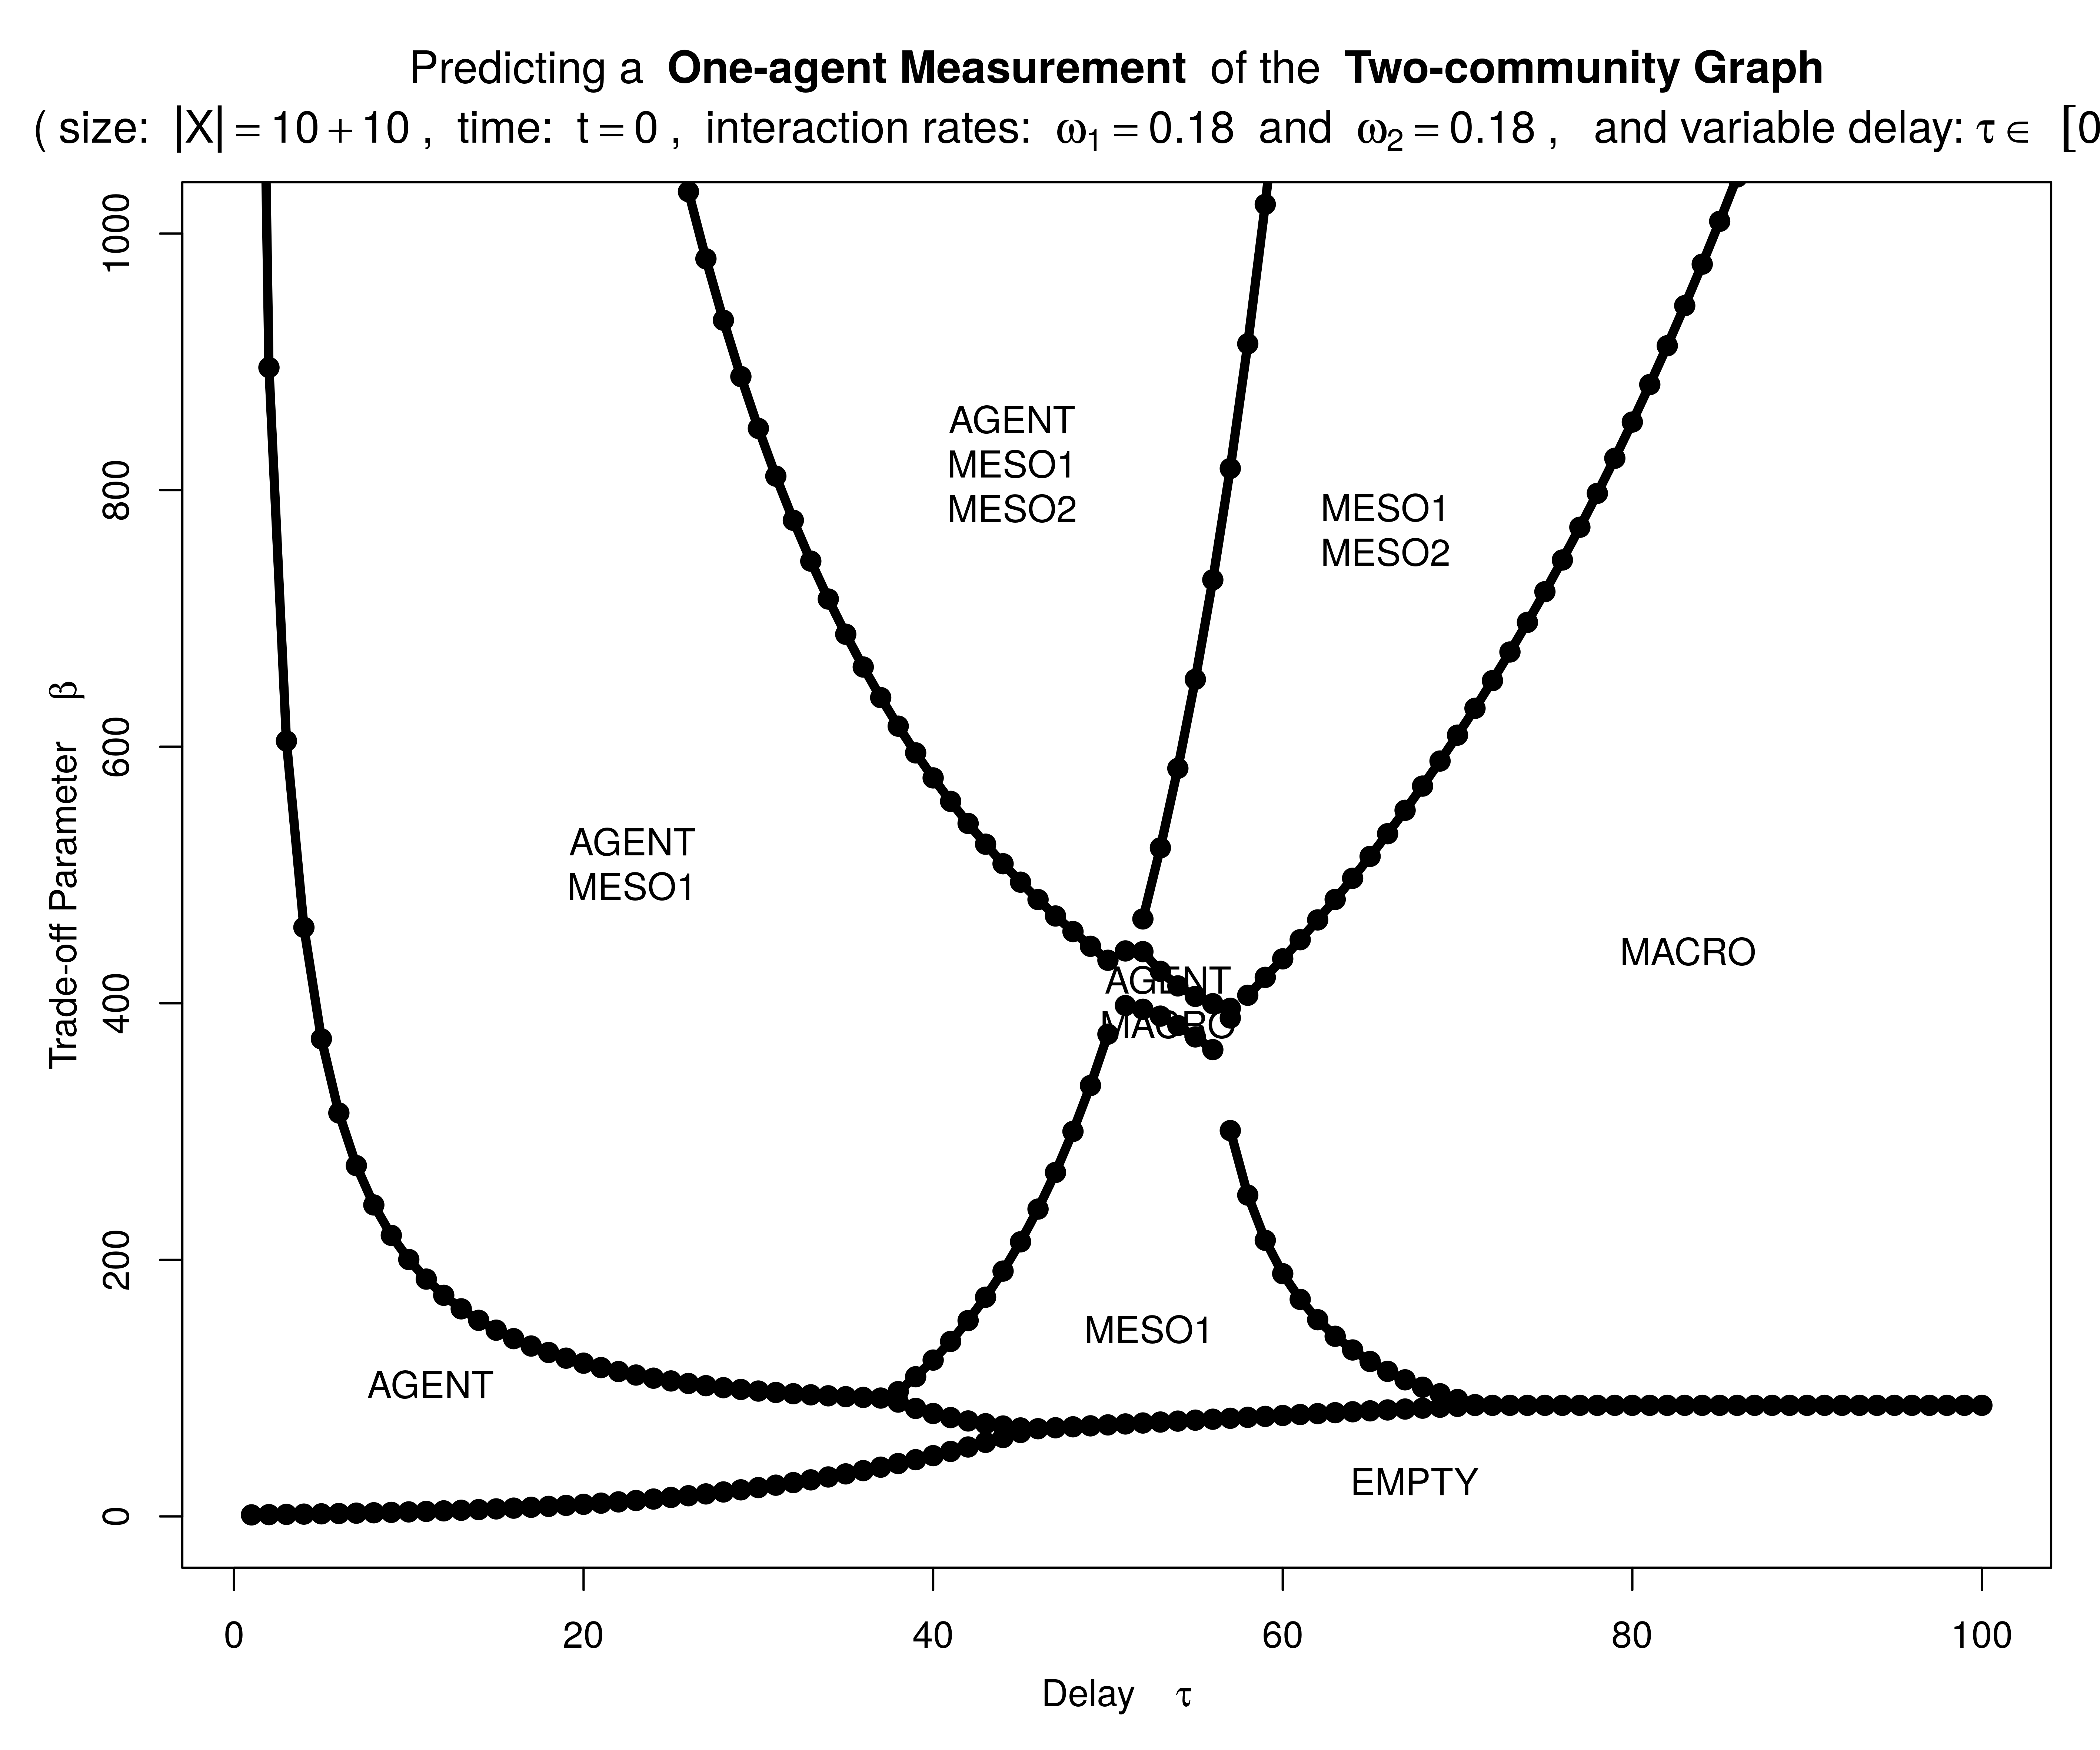 Predicting a One-agent Measurement of the Two-community Graph
( size: |X| = 10 + 10 , time: t = 0 , interaction rates: ω1 = 0.18 and ω2 = 0.18 , and variable delay: τ ∈ [0
Trade-off Parameter β
1000
800
600
400
200
0
AGENT
MESO1
MESO2
MESO1
MESO2
AGENT
MESO1
AGENT
MACRO
MACRO
MESO1
AGENT
EMPTY
0 20 40 60 80 100
Delay τ